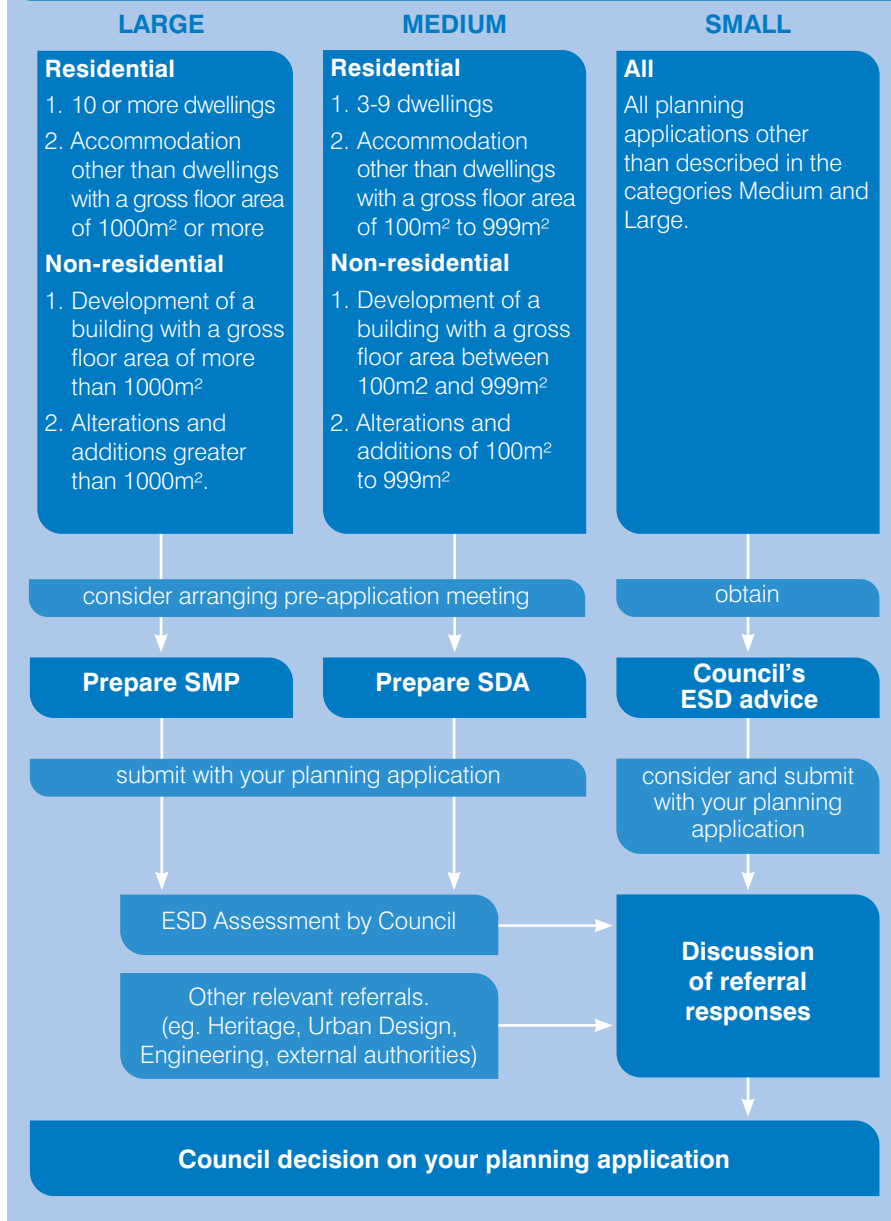 LARGE
Residential
1. 10 or more dwellings
2. Accommodation
other than dwellings
with a gross floor area
of 1000m² or more
Non-residential
1. Development of a
building with a gross
floor area of more
than 1000m²
2. Alterations and
additions greater
than 1000m².
MEDIUM
Residential
1. 3-9 dwellings
2. Accommodation
other than dwellings
with a gross floor area
of 100m² to 999m²
Non-residential
1. Development of a
building with a gross
floor area between
100m2 and 999m²
2. Alterations and
additions of 100m²
to 999m²
SMALL
All
All planning
applications other
than described in the
categories Medium and
Large.
consider arranging pre-application meeting
obtain
Prepare SMP
Prepare SDA
Council's
ESD advice
submit with your planning application
consider and submit
with your planning
application
ESD Assessment by Council
Other relevant referrals.
(eg. Heritage, Urban Design,
Engineering, external authorities)
Discussion
of referral
responses
Council decision on your planning application